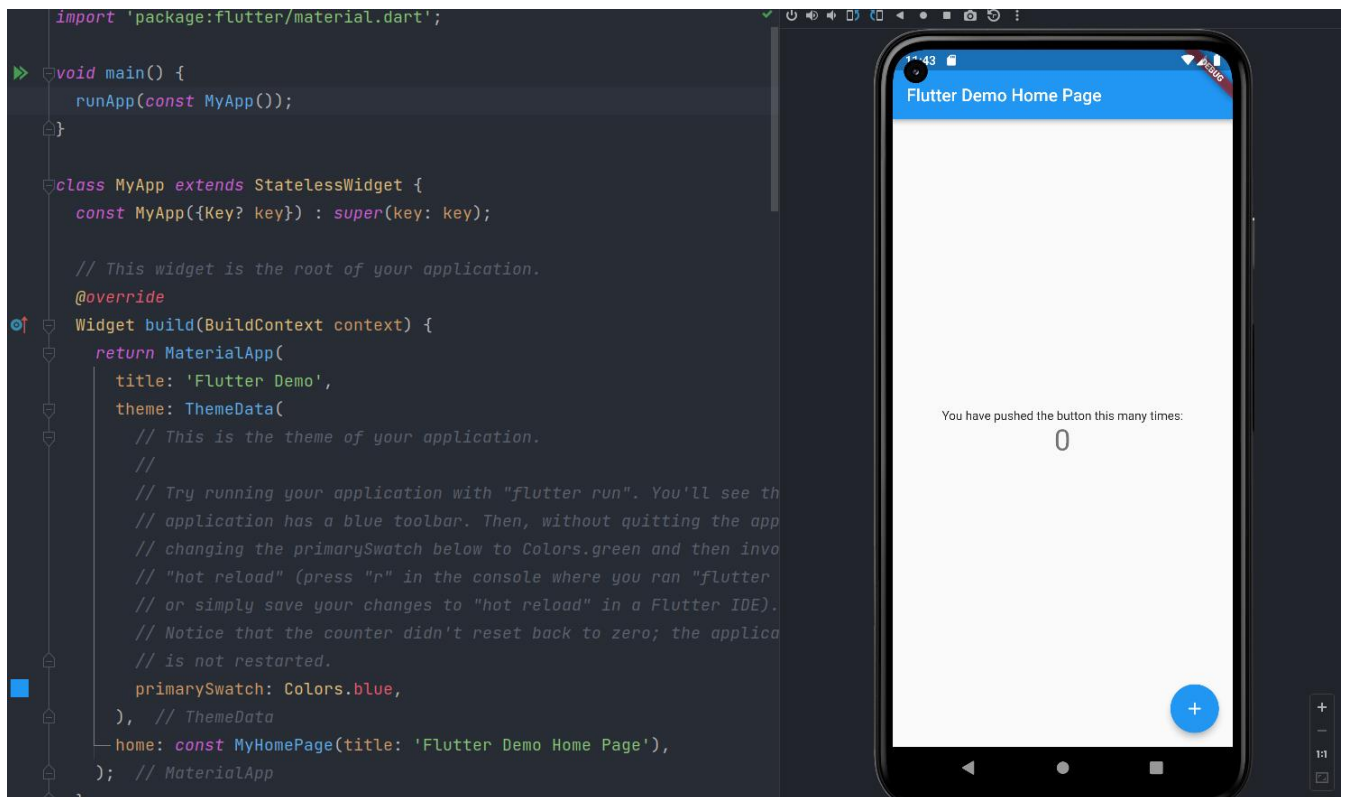 import 'package:flutter/material.dart';
void main() {
runApp(const MyApp());
}
class MyApp extends StatelessWidget {
const MyApp({Key? key}) : super(key: key);
// This widget is the root of your application.
@override
Widget build(BuildContext context) {
return MaterialApp(
title: 'Flutter Demo',
theme: ThemeData(
// This is the theme of your application.
//
// Try running your application with "flutter run". You'll see th
// application has a blue toolbar. Then, without quitting the app
// changing the primarySwatch below to Colors.green and then invo
// "hot reload" (press "r" in the console where you ran "flutter
// or simply save your changes to "hot reload" in a Flutter IDE).
// Notice that the counter didn't reset back to zero; the applica
// is not restarted.
primarySwatch: Colors.blue,
), // ThemeData
home: const MyHomePage(title: 'Flutter Demo Home Page'),
); // MaterialApp
DEBUG
Flutter Demo Home Page
You have pushed the button this many times:
0
+
+
1:1